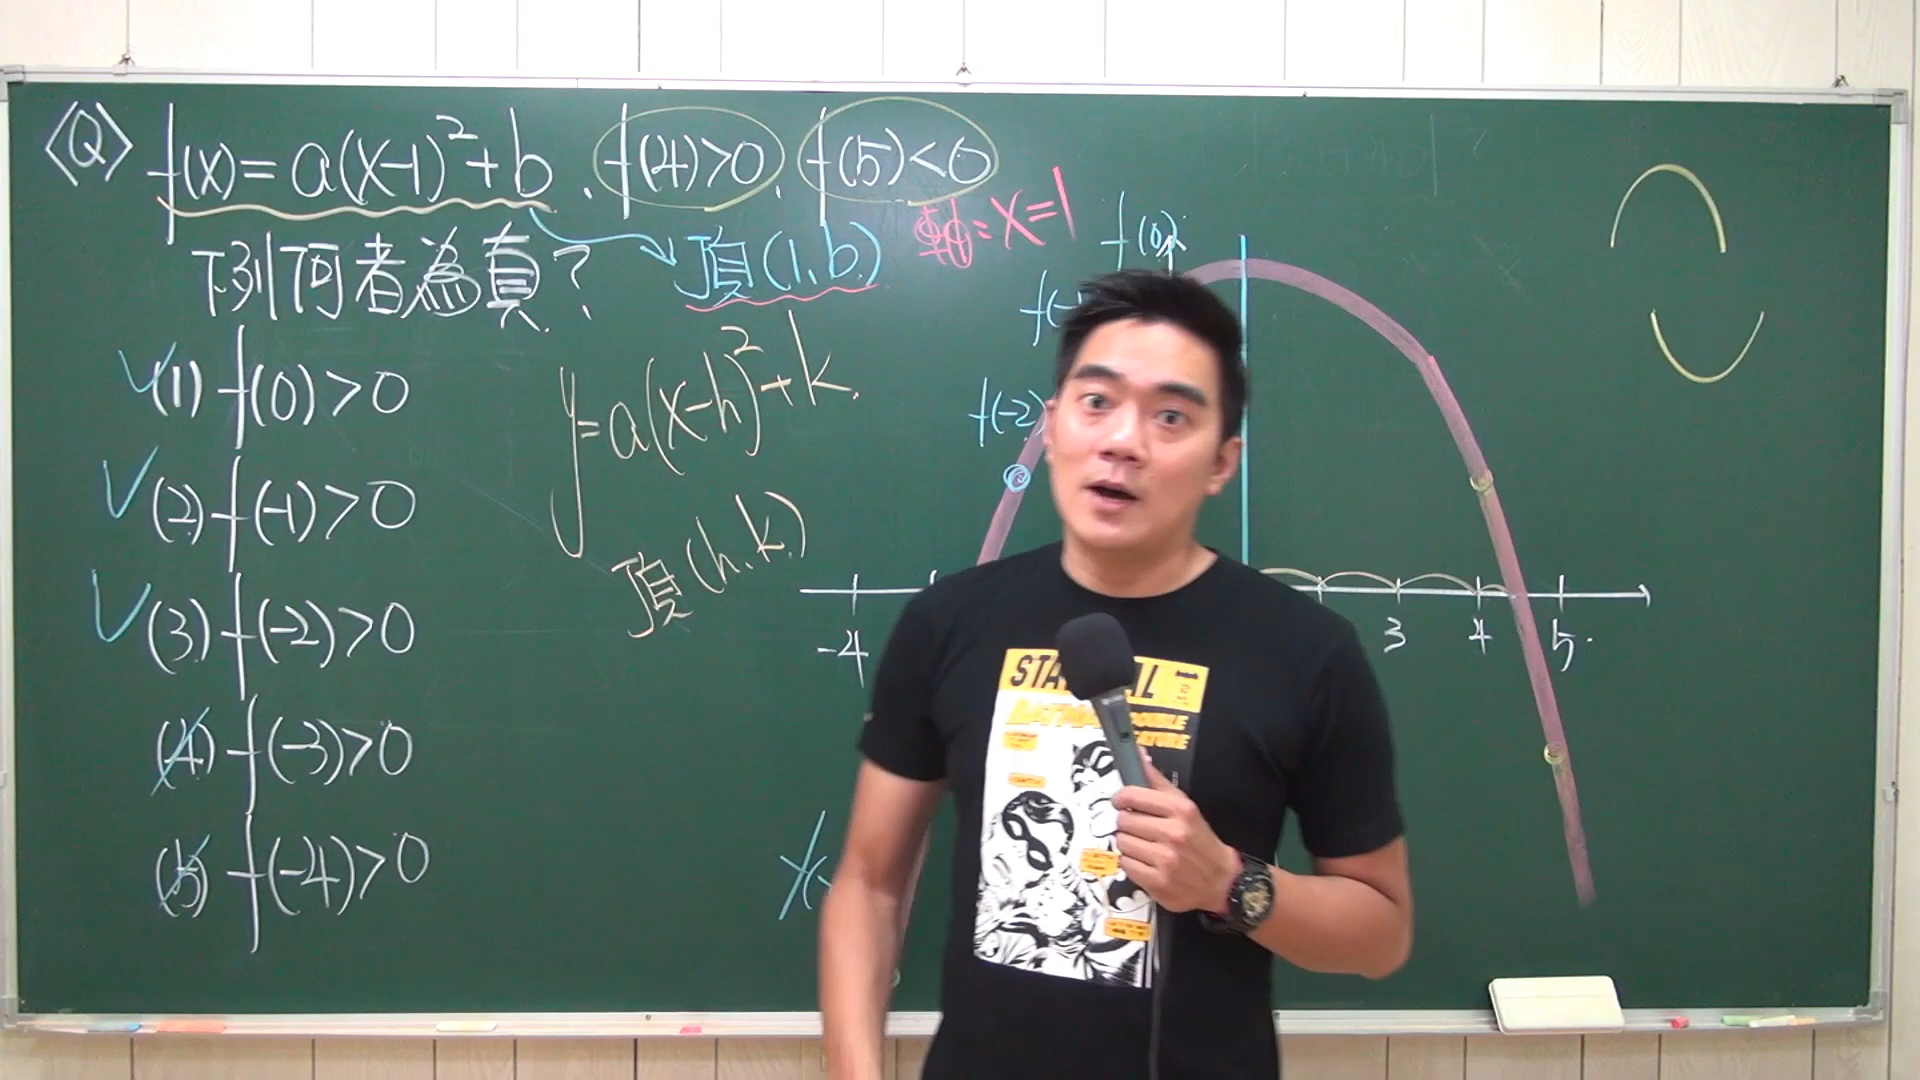 〈Q〉 f(x)=a(x-1)²+b, f(4)>0, f(5)<0
下列何者為負?
頂(1,b)
軸:x=1
(1) f(0)>0
(2) f(-1)>0
(3) f(-2)>0
(4) f(-3)>0
(5) f(-4)>0
y=a(x-h)²+k.
頂(h,k)
f(0)
f(-2)
-4 3 4 5